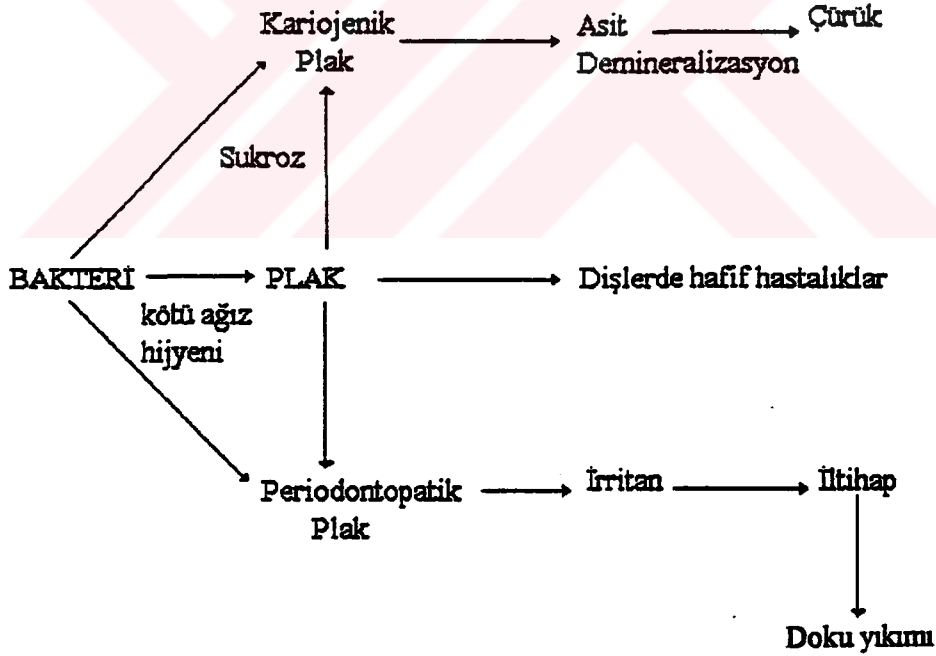 Kariojenik
Plak
Asit
Demineralizasyon
Çürük
Sukroz
BAKTERİ
PLAK
Dişlerde hafif hastalıklar
kötü ağız
hijyeni
Periodontopatik
Plak
İrritan
İltihap
Doku yıkımı